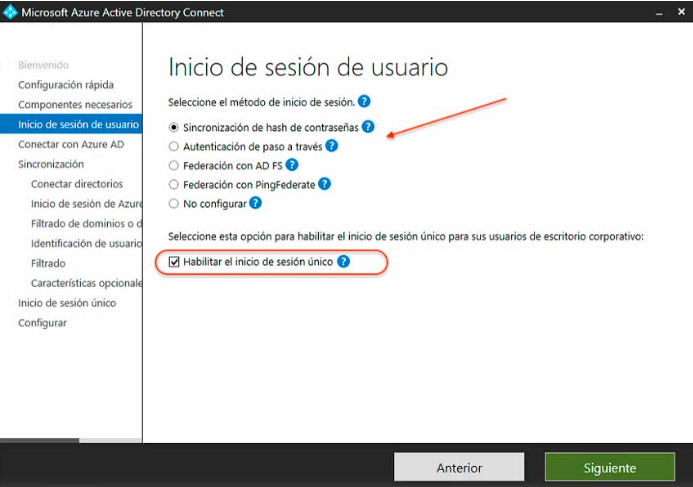 Microsoft Azure Active Directory Connect
Bienvenido
Configuración rápida
Componentes necesarios
Inicio de sesión de usuario
Conectar con Azure AD
Sincronización
Conectar directorios
Inicio de sesión de Azure
Filtrado de dominios o d
Identificación de usuario
Filtrado
Características opcionale
Inicio de sesión único
Configurar
Inicio de sesión de usuario
Seleccione el método de inicio de sesión. ?
Sincronización de hash de contraseñas ?
Autenticación de paso a través ?
Federación con AD FS ?
Federación con PingFederate ?
No configurar ?
Seleccione esta opción para habilitar el inicio de sesión único para sus usuarios de escritorio corporativo:
Habilitar el inicio de sesión único ?
Anterior
Siguiente